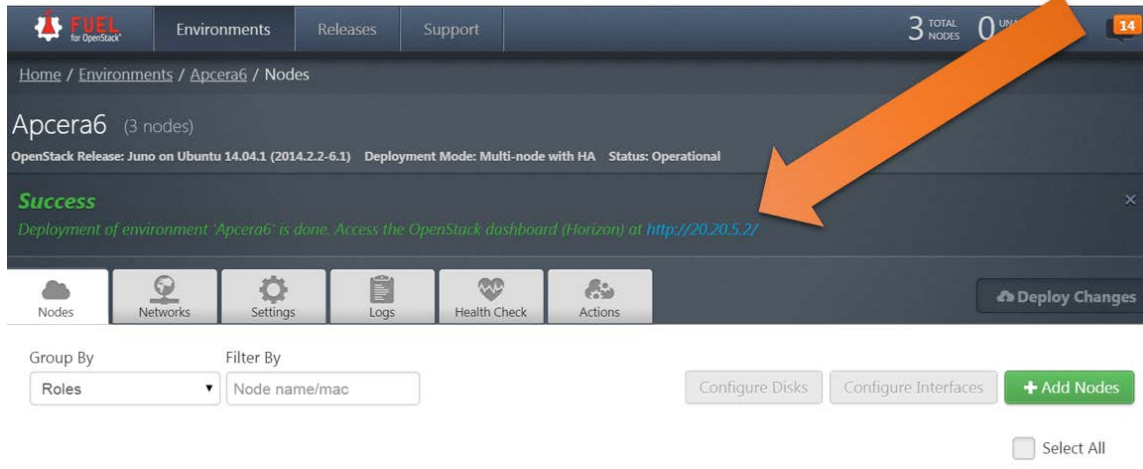 FUEL
for OpenStack
Environments
Releases
Support
3 TOTAL NODES
0
14
Home / Environments / Apcera6 / Nodes
Apcera6 (3 nodes)
OpenStack Release: Juno on Ubuntu 14.04.1 (2014.2.2-6.1) Deployment Mode: Multi-node with HA Status: Operational
Success
Deployment of environment 'Apcera6' is done. Access the OpenStack dashboard (Horizon) at http://20.20.5.2/
×
Nodes
Networks
Settings
Logs
Health Check
Actions
Deploy Changes
Group By
Filter By
Roles
Node name/mac
Configure Disks
Configure Interfaces
+ Add Nodes
Select All